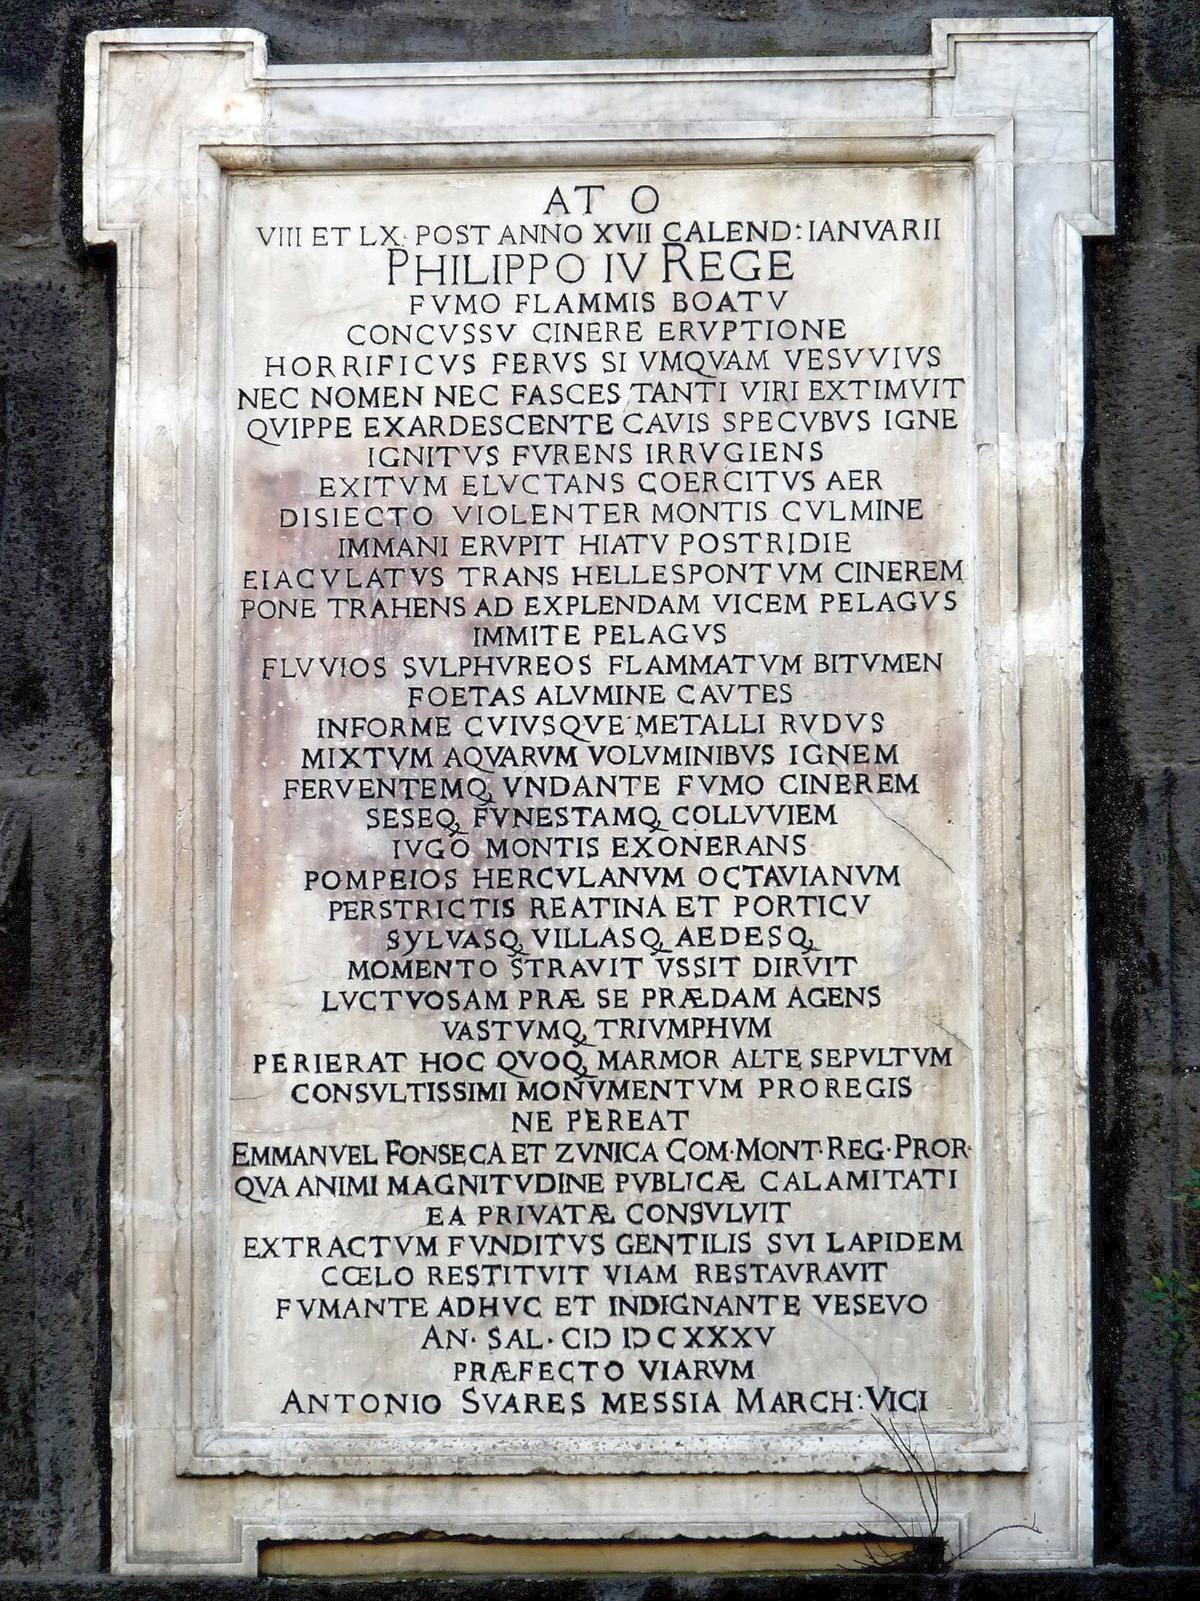 AT O
VIII ET LX. POST ANNO XVII CALEND: IANVARII
PHILIPPO IV REGE
FVMO FLAMMIS BOATV
CONCVSSV CINERE ERVPTIONE
HORRIFICVS FERVS SI VMQVAM VESVVIVS
NEC NOMEN NEC FASCES TANTI VIRI EXTIMVIT
QVIPPE EXARDESCENTE CAVIS SPECVBVS IGNE
IGNITVS FVRENS IRRVGIENS
EXITVM ELVCTANS COERCITVS AER
DISIECTO VIOLENTER MONTIS CVLMINE
IMMANI ERVPIT HIATV POSTRIDIE
EIACVLATVS TRANS HELLESPONTVM CINEREM
PONE TRAHENS AD EXPLENDAM VICEM PELAGVS
IMMITE PELAGVS
FLVVIOS SVLPHVREOS FLAMMATVM BITVMEN
FOETAS ALVMINE CAVTES
INFORME CVIVSQVE METALLI RVDVS
MIXTVM AQVARVM VOLVMINIBVS IGNEM
FERVENTEMQ, VNDANTE FVMO CINEREM
SESEQ, FVNESTAMQ, COLLVVIEM
IVGO MONTIS EXONERANS
POMPEIOS HERCVLANVM OCTAVIANVM
PERSTRICTIS REATINA ET PORTICV
SYLVASQ, VILLASQ, AEDESQ,
MOMENTO STRAVIT VSSIT DIRVIT
LVCTVOSAM PRÆ SE PRÆDAM AGENS
VASTVMQ, TRIVMPHVM
PERIERAT HOC QVOQ, MARMOR ALTE SEPVLTVM
CONSVLTISSIMI MONVMENTVM PROREGIS
NE PEREAT
EMMANVEL FONSECA ET ZVNICA COM·MONT·REG·PROR·
QVA ANIMI MAGNITVDINE PVBLICÆ CALAMITATI
EA PRIVATÆ CONSVLVIT
EXTRACTVM FVNDITVS GENTILIS SVI LAPIDEM
CŒLO RESTITVIT VIAM RESTAVRAVIT
FVMANTE ADHVC ET INDIGNANTE VESEVO
AN· SAL· CIↃ IↃCXXXV
PRÆFECTO VIARVM
ANTONIO SVARES MESSIA MARCH: VICI